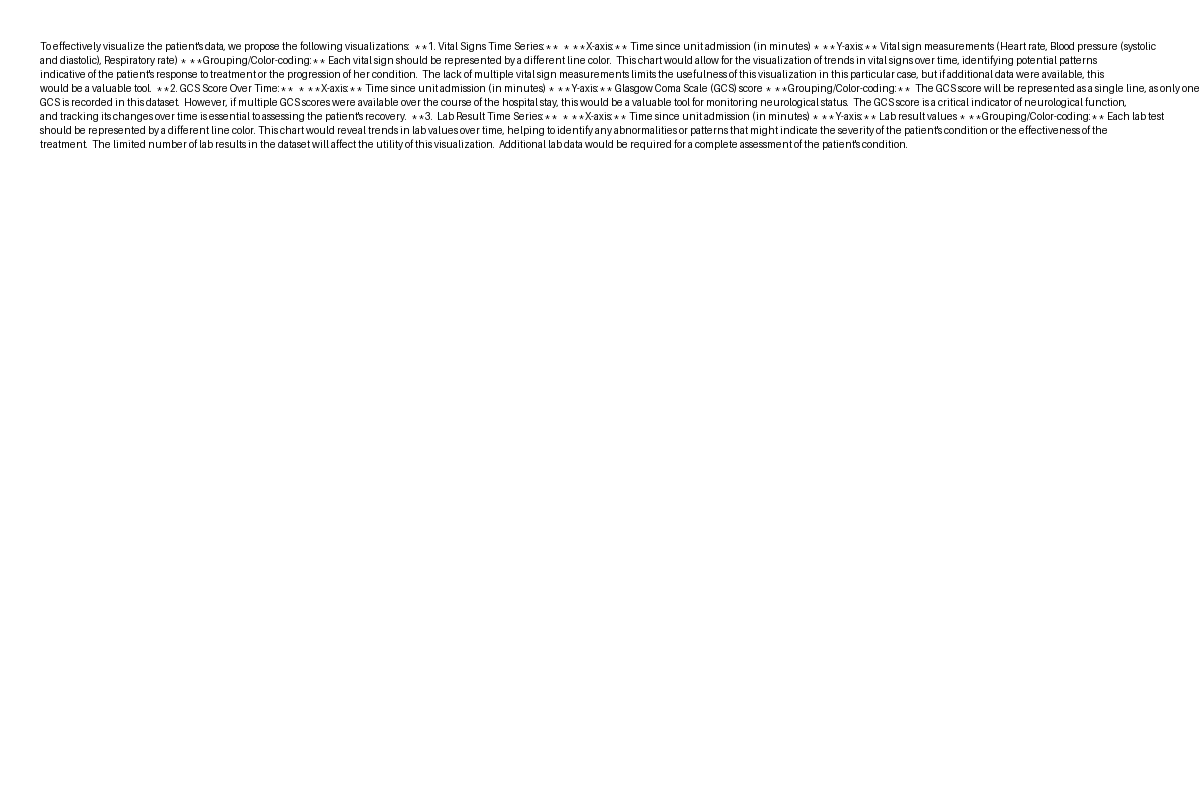 To effectively visualize the patient's data, we propose the following visualizations:  **1. Vital Signs Time Series:**  * **X-axis:** Time since unit admission (in minutes) * **Y-axis:** Vital sign measurements (Heart rate, Blood pressure (systolic
and diastolic), Respiratory rate) * **Grouping/Color-coding:** Each vital sign should be represented by a different line color.  This chart would allow for the visualization of trends in vital signs over time, identifying potential patterns
indicative of the patient's response to treatment or the progression of her condition.  The lack of multiple vital sign measurements limits the usefulness of this visualization in this particular case, but if additional data were available, this
would be a valuable tool.  **2. GCS Score Over Time:**  * **X-axis:** Time since unit admission (in minutes) * **Y-axis:** Glasgow Coma Scale (GCS) score * **Grouping/Color-coding:**  The GCS score will be represented as a single line, as only one
GCS is recorded in this dataset.  However, if multiple GCS scores were available over the course of the hospital stay, this would be a valuable tool for monitoring neurological status.  The GCS score is a critical indicator of neurological function,
and tracking its changes over time is essential to assessing the patient's recovery.  **3.  Lab Result Time Series:**  * **X-axis:** Time since unit admission (in minutes) * **Y-axis:** Lab result values * **Grouping/Color-coding:** Each lab test
should be represented by a different line color. This chart would reveal trends in lab values over time, helping to identify any abnormalities or patterns that might indicate the severity of the patient's condition or the effectiveness of the
treatment.  The limited number of lab results in the dataset will affect the utility of this visualization.  Additional lab data would be required for a complete assessment of the patient's condition.